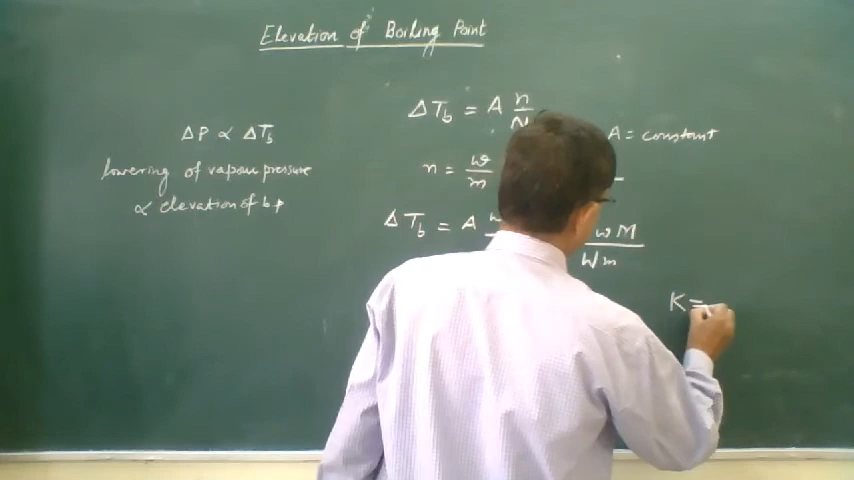 Elevation of Boiling Point
ΔP ∝ ΔTb
lowering of vapour pressure
∝ elevation of b p
ΔTb = A n/N
A = constant
n = w/m
ΔTb = A w
wM/Wm
K =